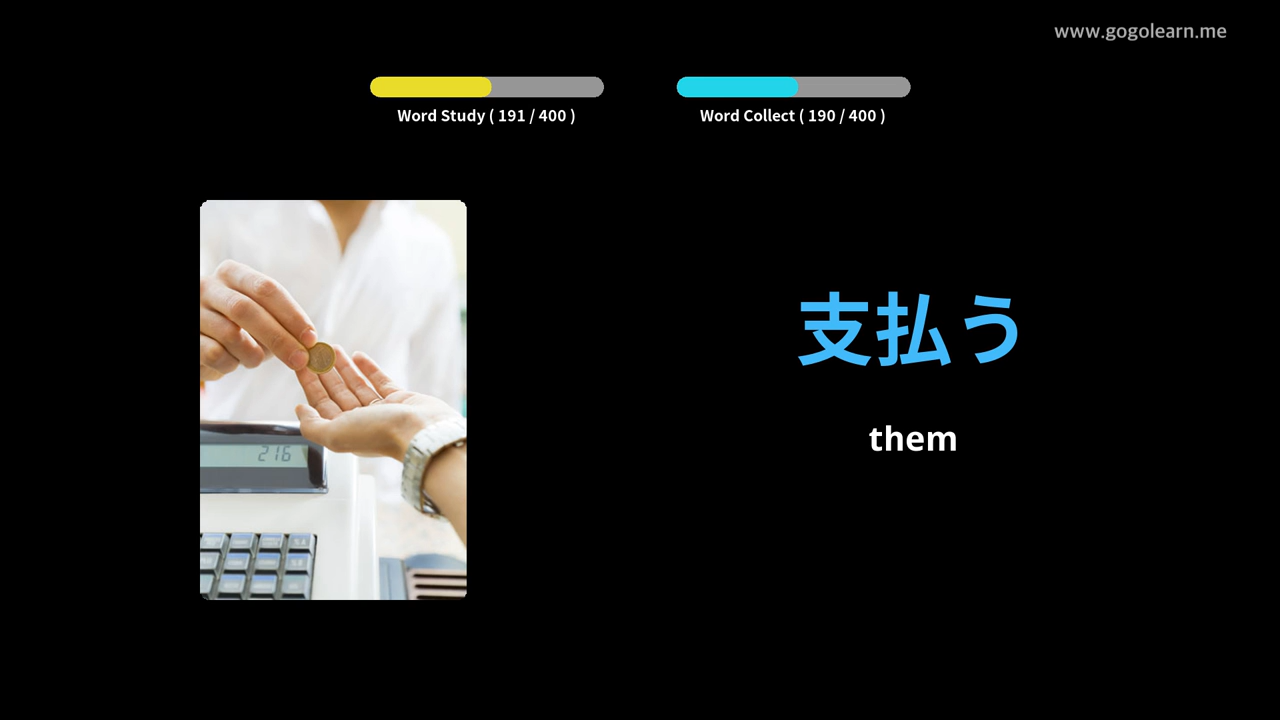 www.gogolearn.me
Word Study ( 191 / 400 )
Word Collect ( 190 / 400 )
支払う
them
216